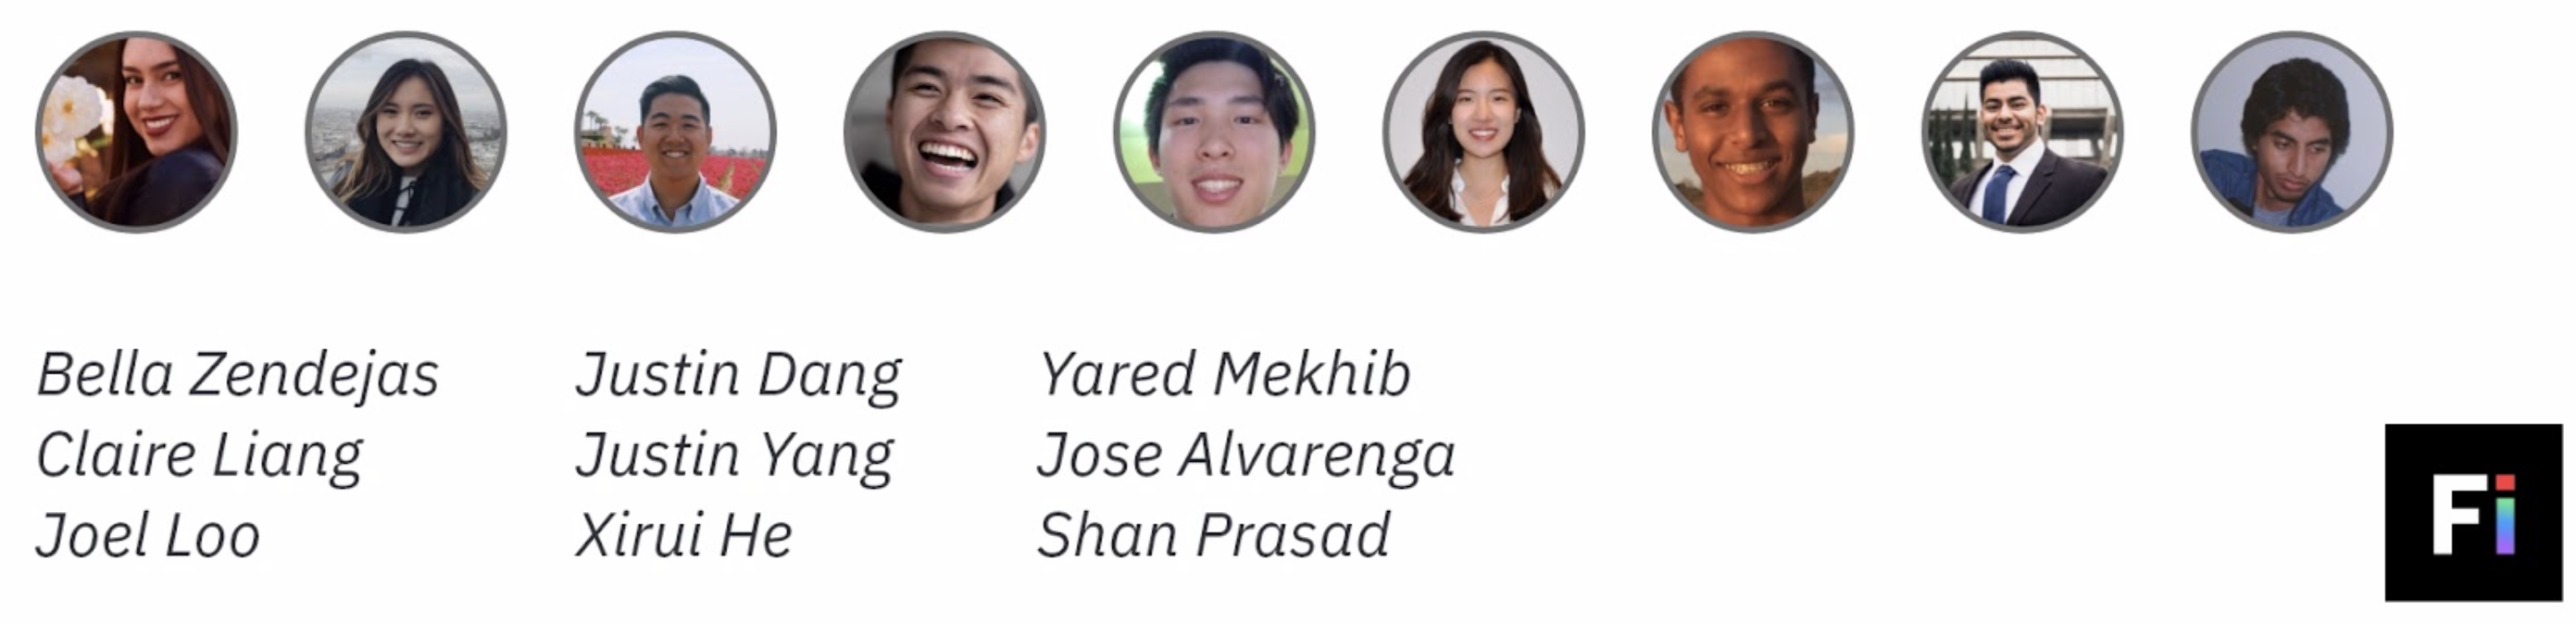 Bella Zendejas
Claire Liang
Joel Loo
Justin Dang
Justin Yang
Xirui He
Yared Mekhib
Jose Alvarenga
Shan Prasad
Fi